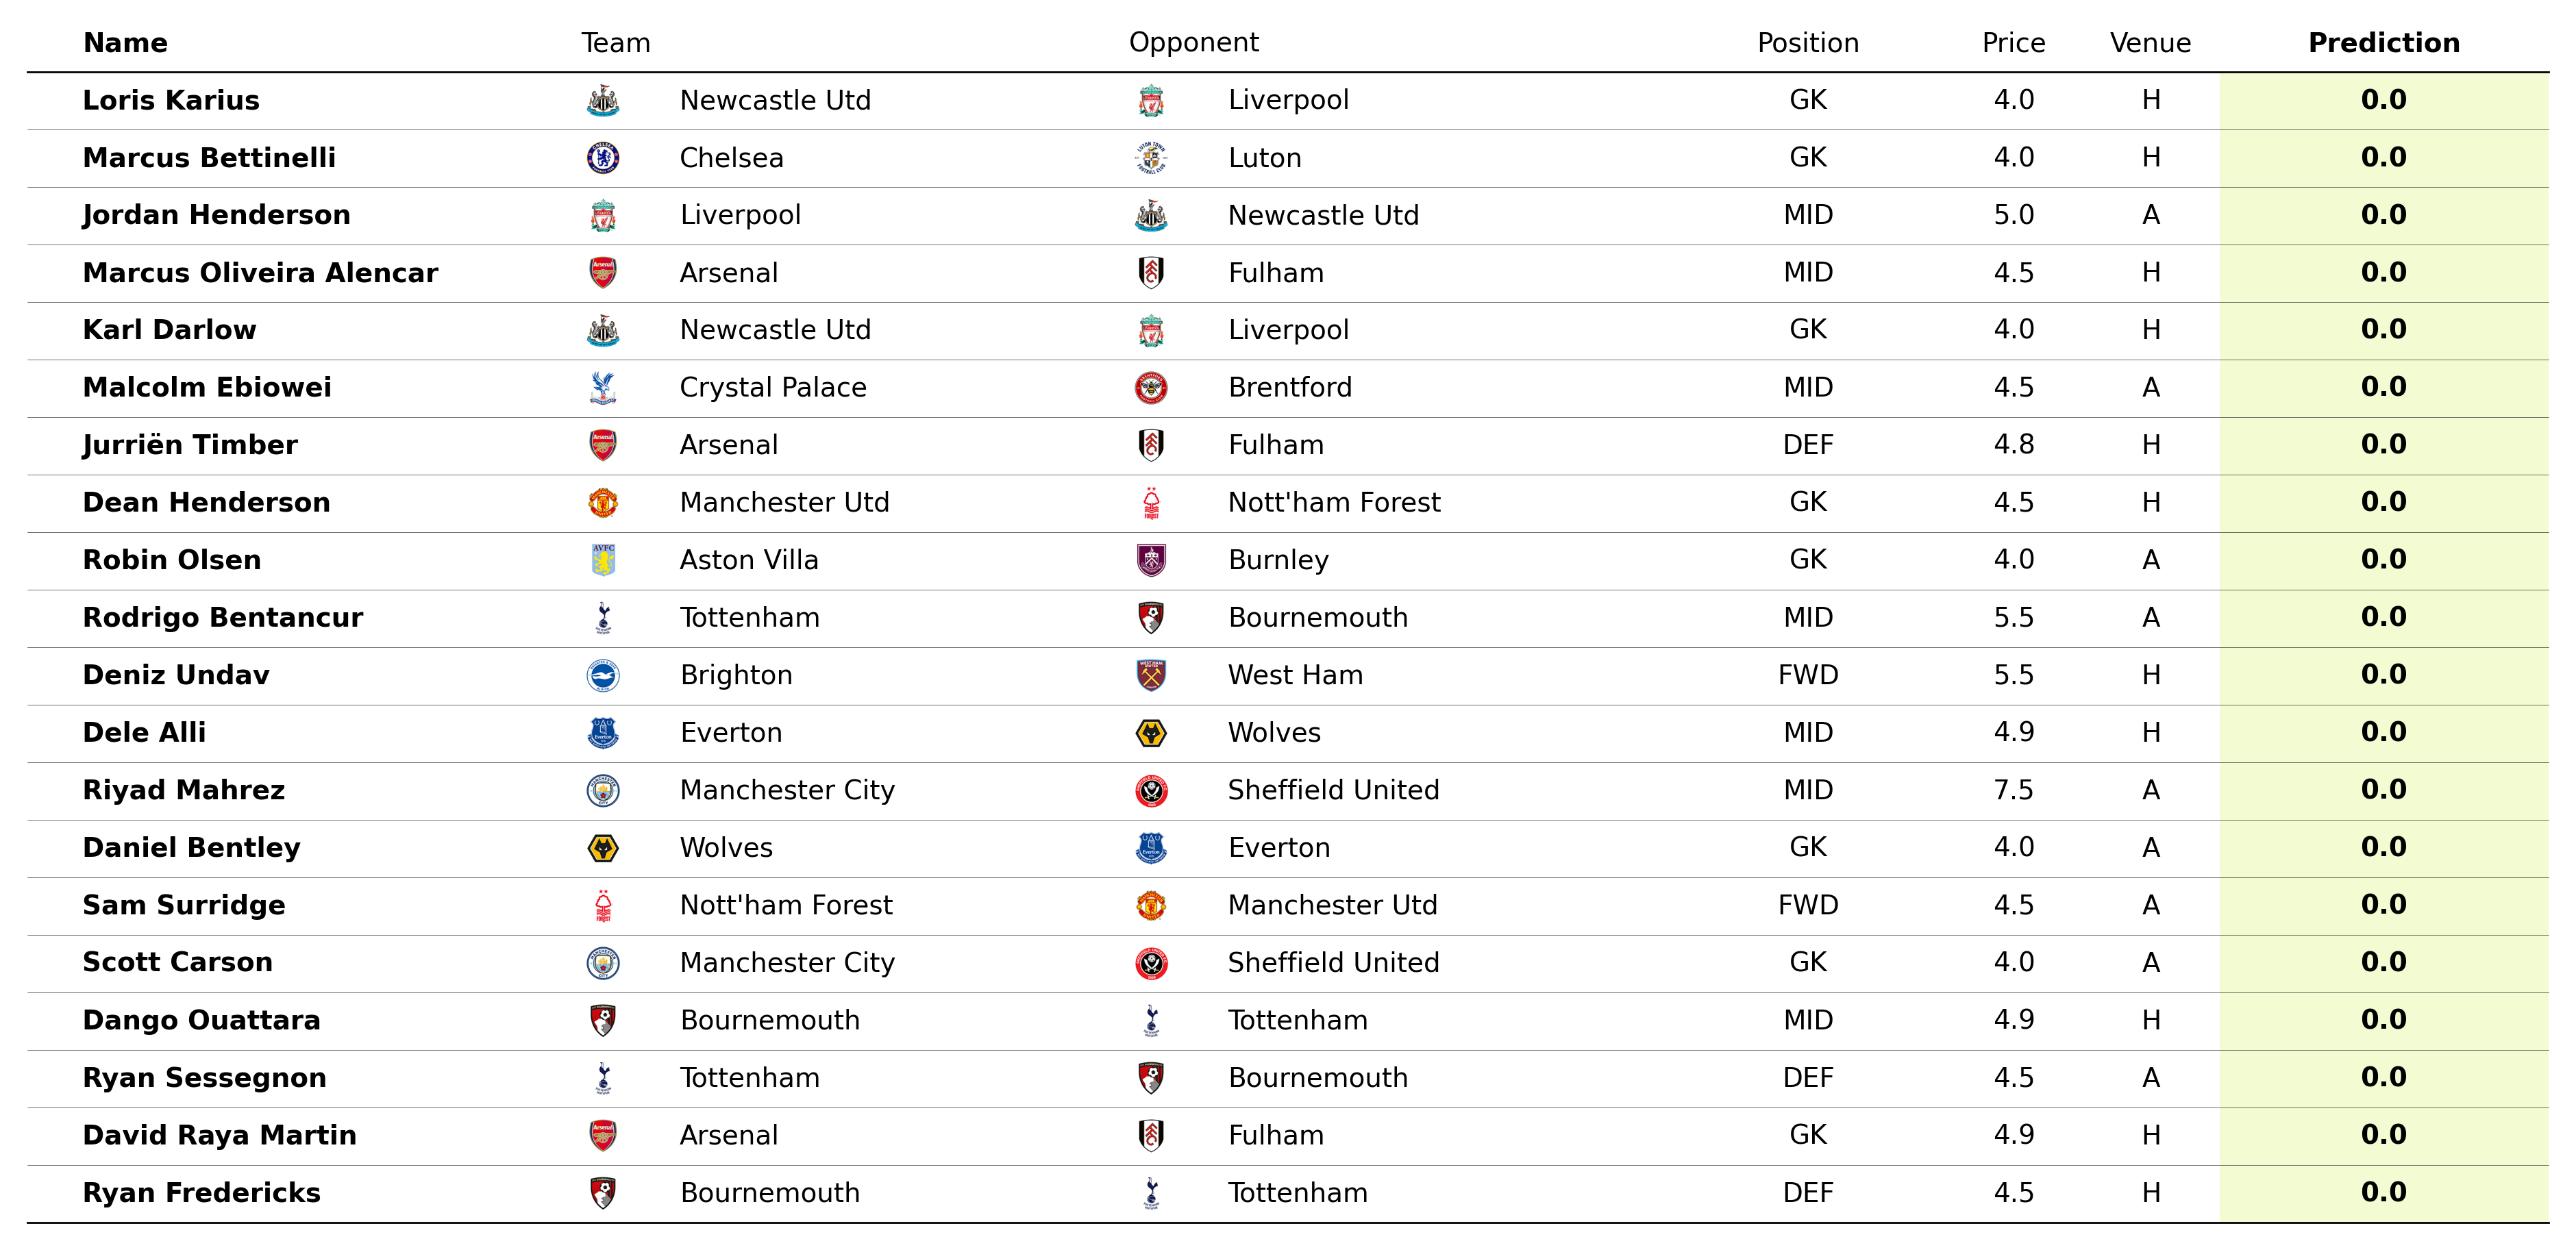 Name Team Opponent Position Price Venue Prediction
Loris Karius Newcastle Utd Liverpool GK 4.0 H 0.0
Marcus Bettinelli Chelsea Luton GK 4.0 H 0.0
Jordan Henderson Liverpool Newcastle Utd MID 5.0 A 0.0
Marcus Oliveira Alencar Arsenal Fulham MID 4.5 H 0.0
Karl Darlow Newcastle Utd Liverpool GK 4.0 H 0.0
Malcolm Ebiowei Crystal Palace Brentford MID 4.5 A 0.0
Jurriën Timber Arsenal Fulham DEF 4.8 H 0.0
Dean Henderson Manchester Utd Nott'ham Forest GK 4.5 H 0.0
Robin Olsen Aston Villa Burnley GK 4.0 A 0.0
Rodrigo Bentancur Tottenham Bournemouth MID 5.5 A 0.0
Deniz Undav Brighton West Ham FWD 5.5 H 0.0
Dele Alli Everton Wolves MID 4.9 H 0.0
Riyad Mahrez Manchester City Sheffield United MID 7.5 A 0.0
Daniel Bentley Wolves Everton GK 4.0 A 0.0
Sam Surridge Nott'ham Forest Manchester Utd FWD 4.5 A 0.0
Scott Carson Manchester City Sheffield United GK 4.0 A 0.0
Dango Ouattara Bournemouth Tottenham MID 4.9 H 0.0
Ryan Sessegnon Tottenham Bournemouth DEF 4.5 A 0.0
David Raya Martin Arsenal Fulham GK 4.9 H 0.0
Ryan Fredericks Bournemouth Tottenham DEF 4.5 H 0.0